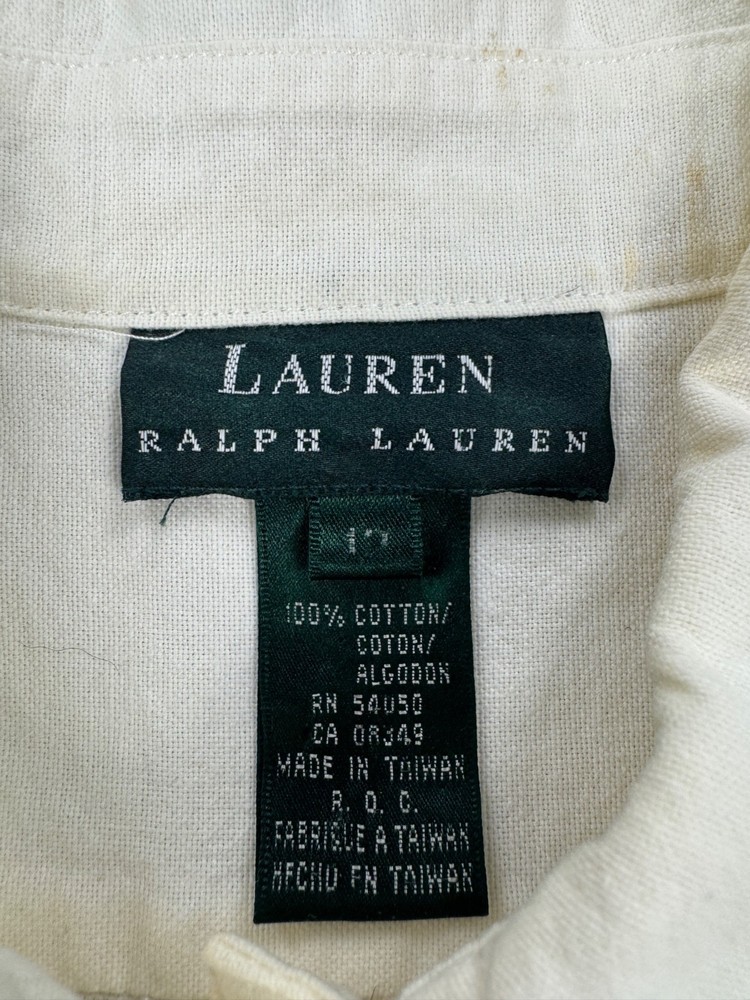 LAUREN
RALPH LAUREN
100% COTTON/
COTON/
ALGODON
RN 54050
CA 08349
MADE IN TAIWAN
R. O. C.
FABRIQUE A TAIWAN
HECHO EN TAIWAN